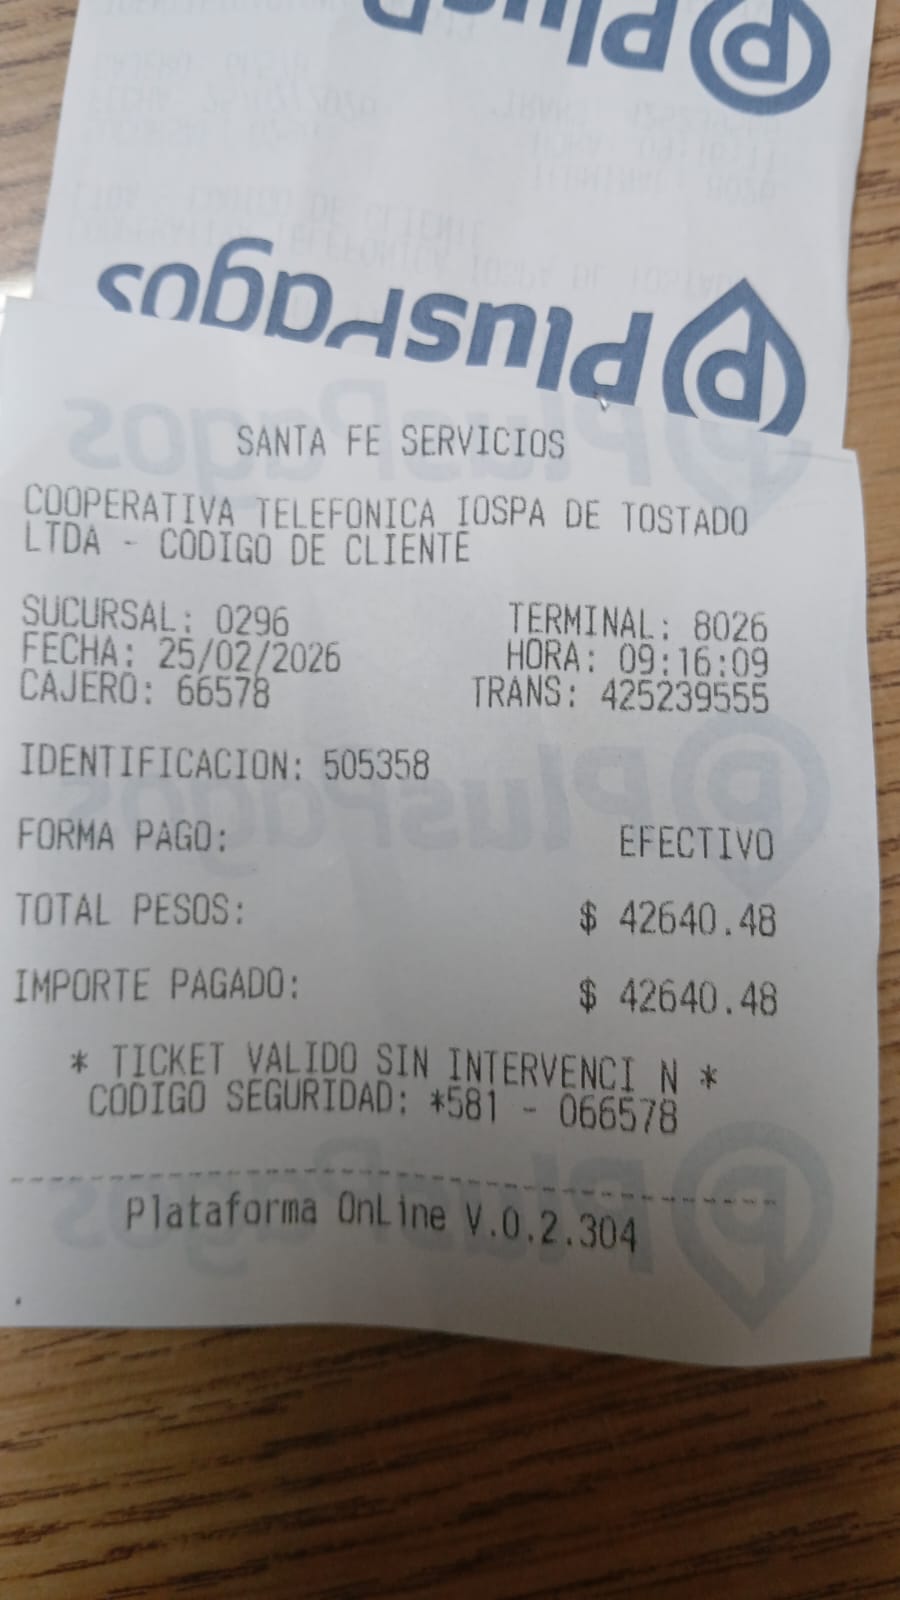 PlusP
PlusPagos
SANTA FE SERVICIOS
COOPERATIVA TELEFONICA IOSPA DE TOSTADO
LTDA - CODIGO DE CLIENTE
SUCURSAL: 0296 TERMINAL: 8026
FECHA: 25/02/2026 HORA: 09:16:09
CAJERO: 66578 TRANS: 425239555
IDENTIFICACION: 505358
FORMA PAGO: EFECTIVO
TOTAL PESOS: $ 42640.48
IMPORTE PAGADO: $ 42640.48
* TICKET VALIDO SIN INTERVENCI N *
CODIGO SEGURIDAD: *581 - 066578
Plataforma OnLine V.0.2.304